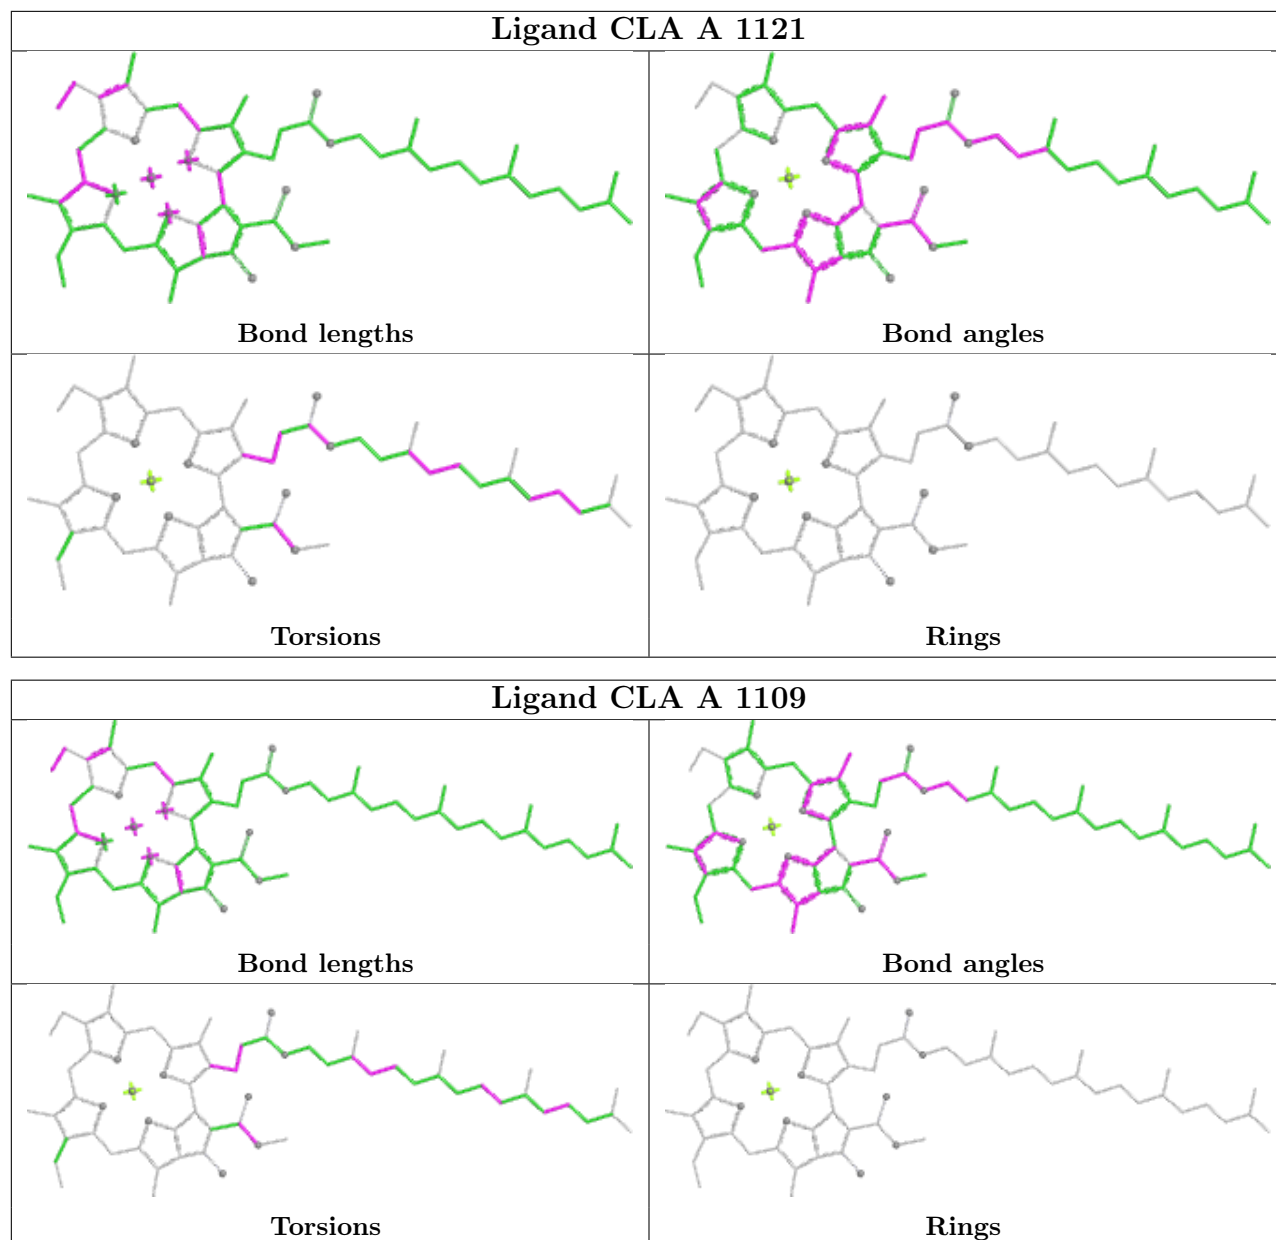 Ligand CLA A 1121
Bond lengths
Bond angles
Torsions
Rings
Ligand CLA A 1109
Bond lengths
Bond angles
Torsions
Rings